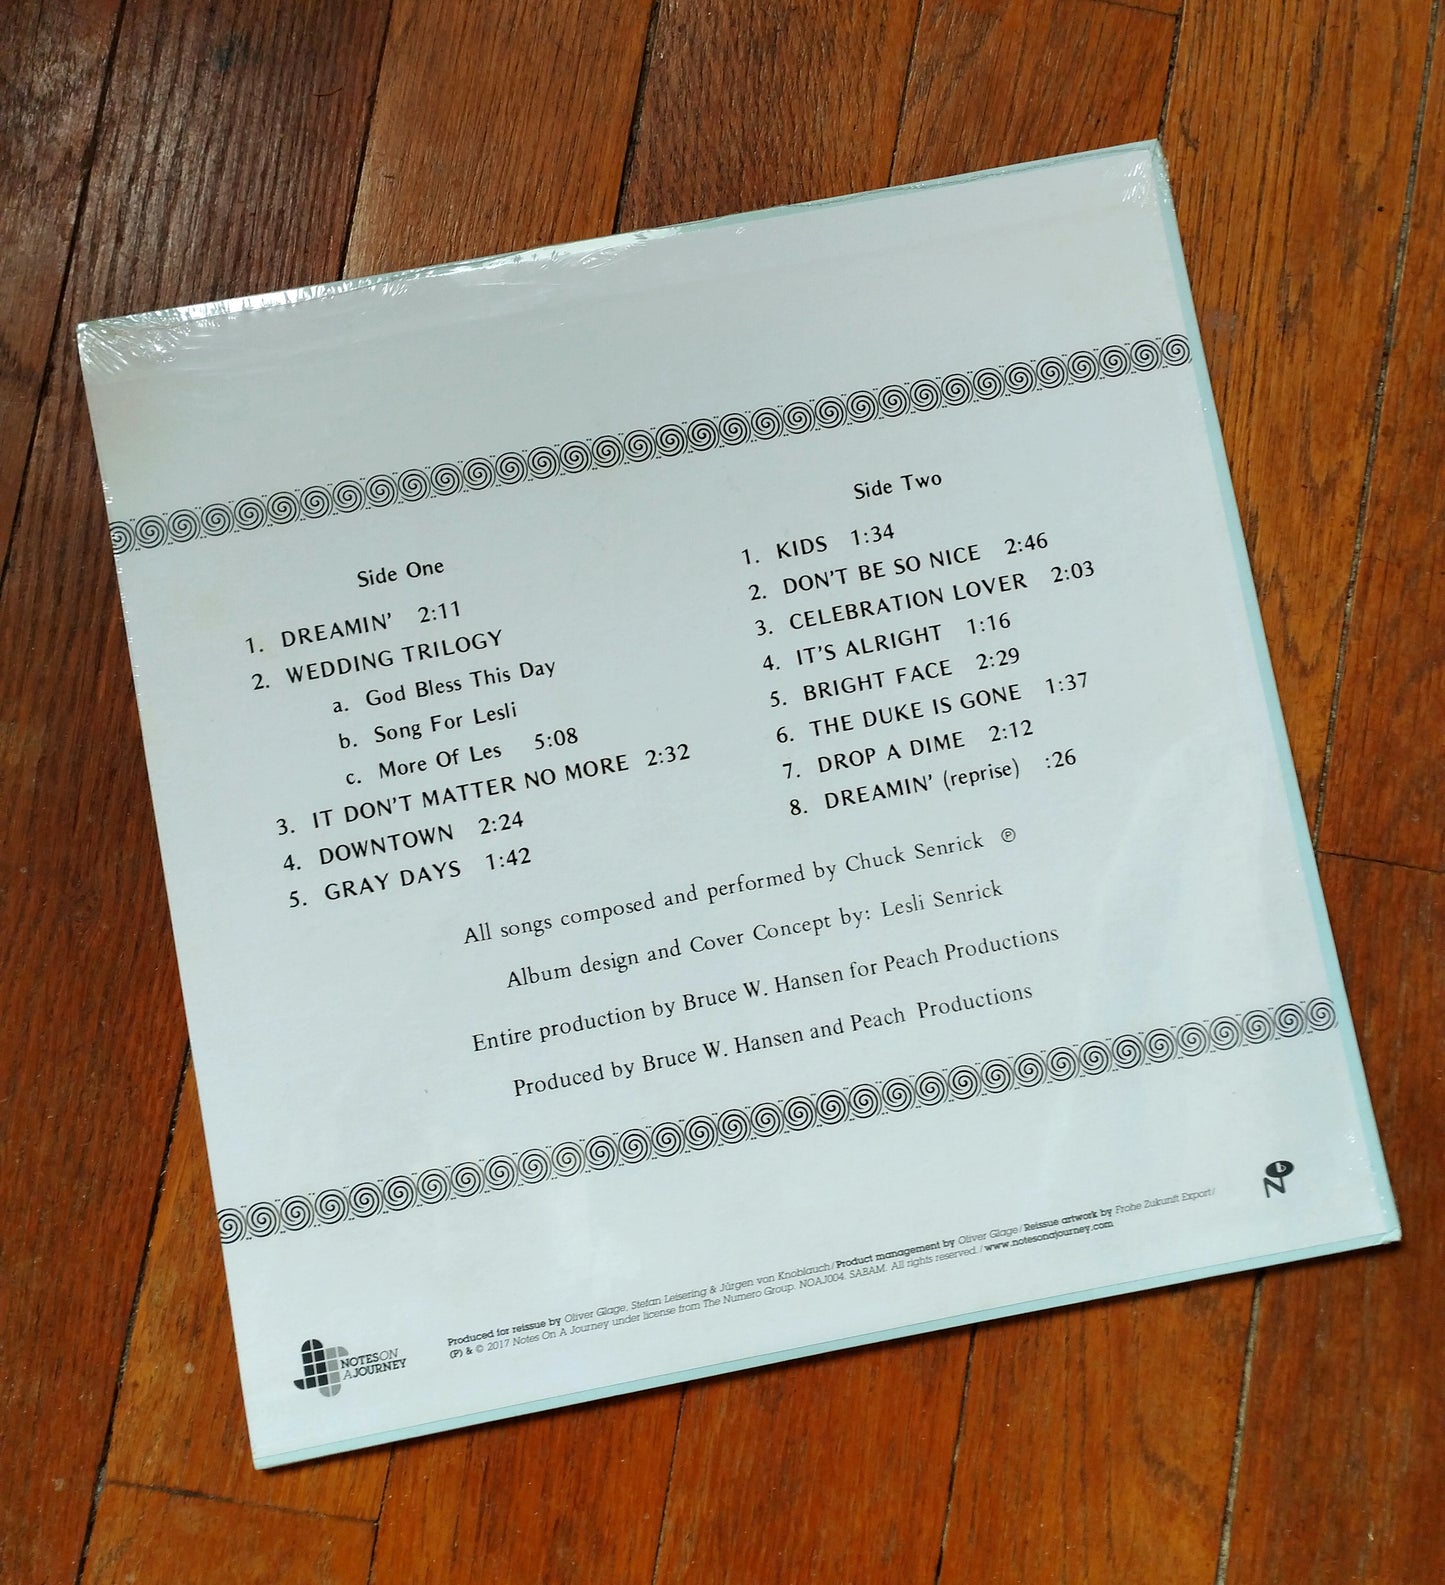 Side One
1. DREAMIN' 2:11
2. WEDDING TRILOGY
a. God Bless This Day
b. Song For Lesli
c. More Of Les 5:08
3. IT DON'T MATTER NO MORE 2:32
4. DOWNTOWN 2:24
5. GRAY DAYS 1:42
Side Two
1. KIDS 1:34
2. DON'T BE SO NICE 2:46
3. CELEBRATION LOVER 2:03
4. IT'S ALRIGHT 1:16
5. BRIGHT FACE 2:29
6. THE DUKE IS GONE 1:37
7. DROP A DIME 2:12
8. DREAMIN' (reprise) :26
All songs composed and performed by Chuck Senrick ℗
Album design and Cover Concept by: Lesli Senrick
Entire production by Bruce W. Hansen for Peach Productions
Produced by Bruce W. Hansen and Peach Productions
NOTESON
AJOURNEY
Produced for reissue by Oliver Glage, Stefan Leisering & Jürgen von Knoblauch/Product management by Oliver Glage/Reissue artwork by Frohe Zukunft Export/
(P) & © 2017 Notes On A Journey under license from The Numero Group. NOAJ004. SABAM. All rights reserved./www.notesonajourney.com